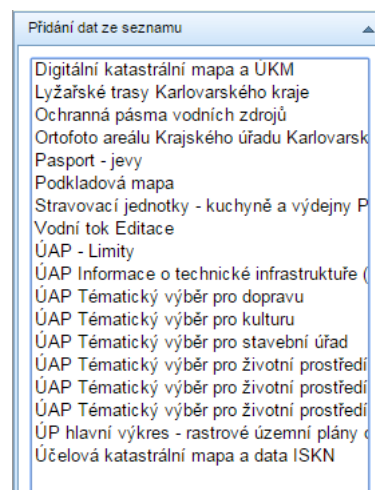 Přidání dat ze seznamu
Digitální katastrální mapa a ÚKM
Lyžařské trasy Karlovarského kraje
Ochranná pásma vodních zdrojů
Ortofoto areálu Krajského úřadu Karlovarsk
Pasport - jevy
Podkladová mapa
Stravovací jednotky - kuchyně a výdejny P
Vodní tok Editace
ÚAP - Limity
ÚAP Informace o technické infrastruktuře (
ÚAP Tématický výběr pro dopravu
ÚAP Tématický výběr pro kulturu
ÚAP Tématický výběr pro stavební úřad
ÚAP Tématický výběr pro životní prostředí
ÚAP Tématický výběr pro životní prostředí
ÚAP Tématický výběr pro životní prostředí
ÚP hlavní výkres - rastrové územní plány
Účelová katastrální mapa a data ISKN